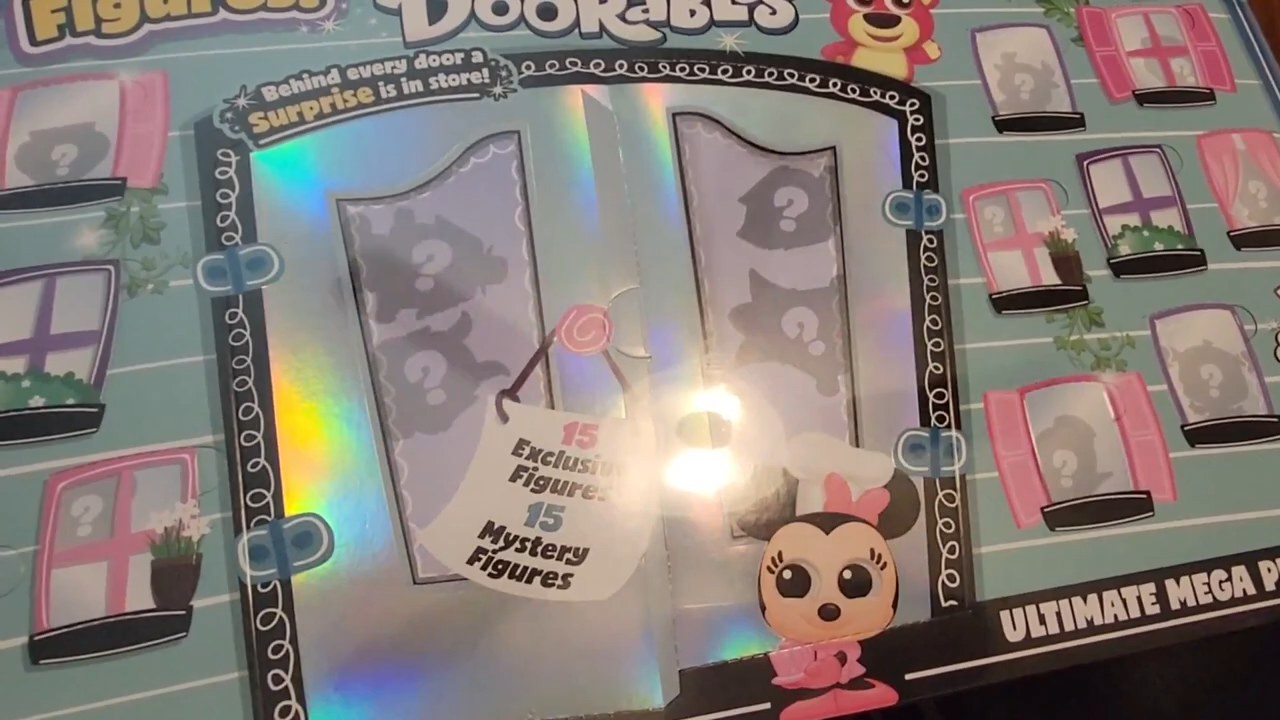 Figures!
DOORABLES
Behind every door a
Surprise is in store!
?
?
?
?
?
?
?
?
?
?
?
?
15
Exclusive
Figures
15
Mystery
Figures
ULTIMATE MEGA